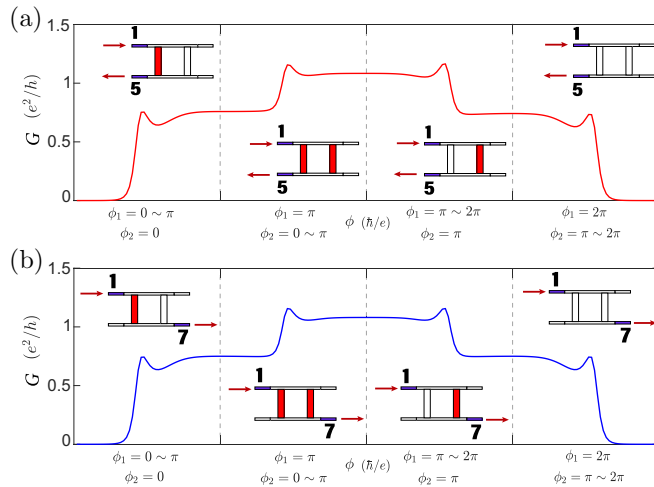 (a)
1.5
1
0.5
0
G (e²/h)
1
5
1
5
1
5
1
5
ϕ₁ = 0 ∼ π
ϕ₂ = 0
ϕ₁ = π
ϕ₂ = 0 ∼ π
ϕ (ℏ/e)
ϕ₁ = π ∼ 2π
ϕ₂ = π
ϕ₁ = 2π
ϕ₂ = π ∼ 2π
(b)
1.5
1
0.5
0
G (e²/h)
1
7
1
7
1
7
1
7
ϕ₁ = 0 ∼ π
ϕ₂ = 0
ϕ₁ = π
ϕ₂ = 0 ∼ π
ϕ (ℏ/e)
ϕ₁ = π ∼ 2π
ϕ₂ = π
ϕ₁ = 2π
ϕ₂ = π ∼ 2π